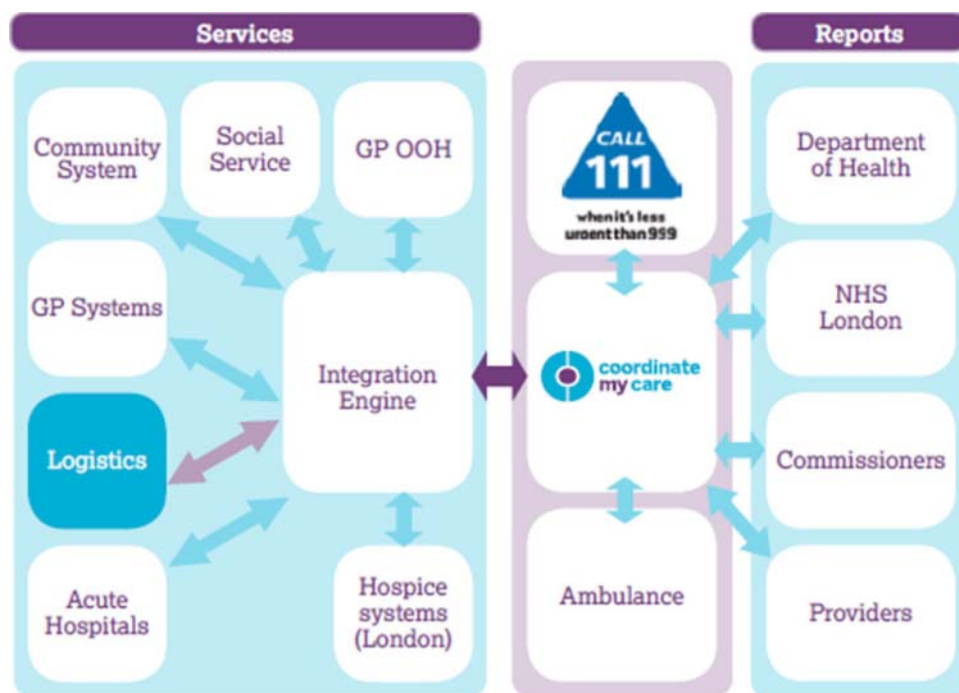 Services
Reports
Community
System
Social
Service
GP OOH
CALL
111
when it's less
urgent than 999
Department
of Health
GP Systems
Integration
Engine
coordinate
my care
NHS
London
Logistics
Commissioners
Acute
Hospitals
Hospice
systems
(London)
Ambulance
Providers